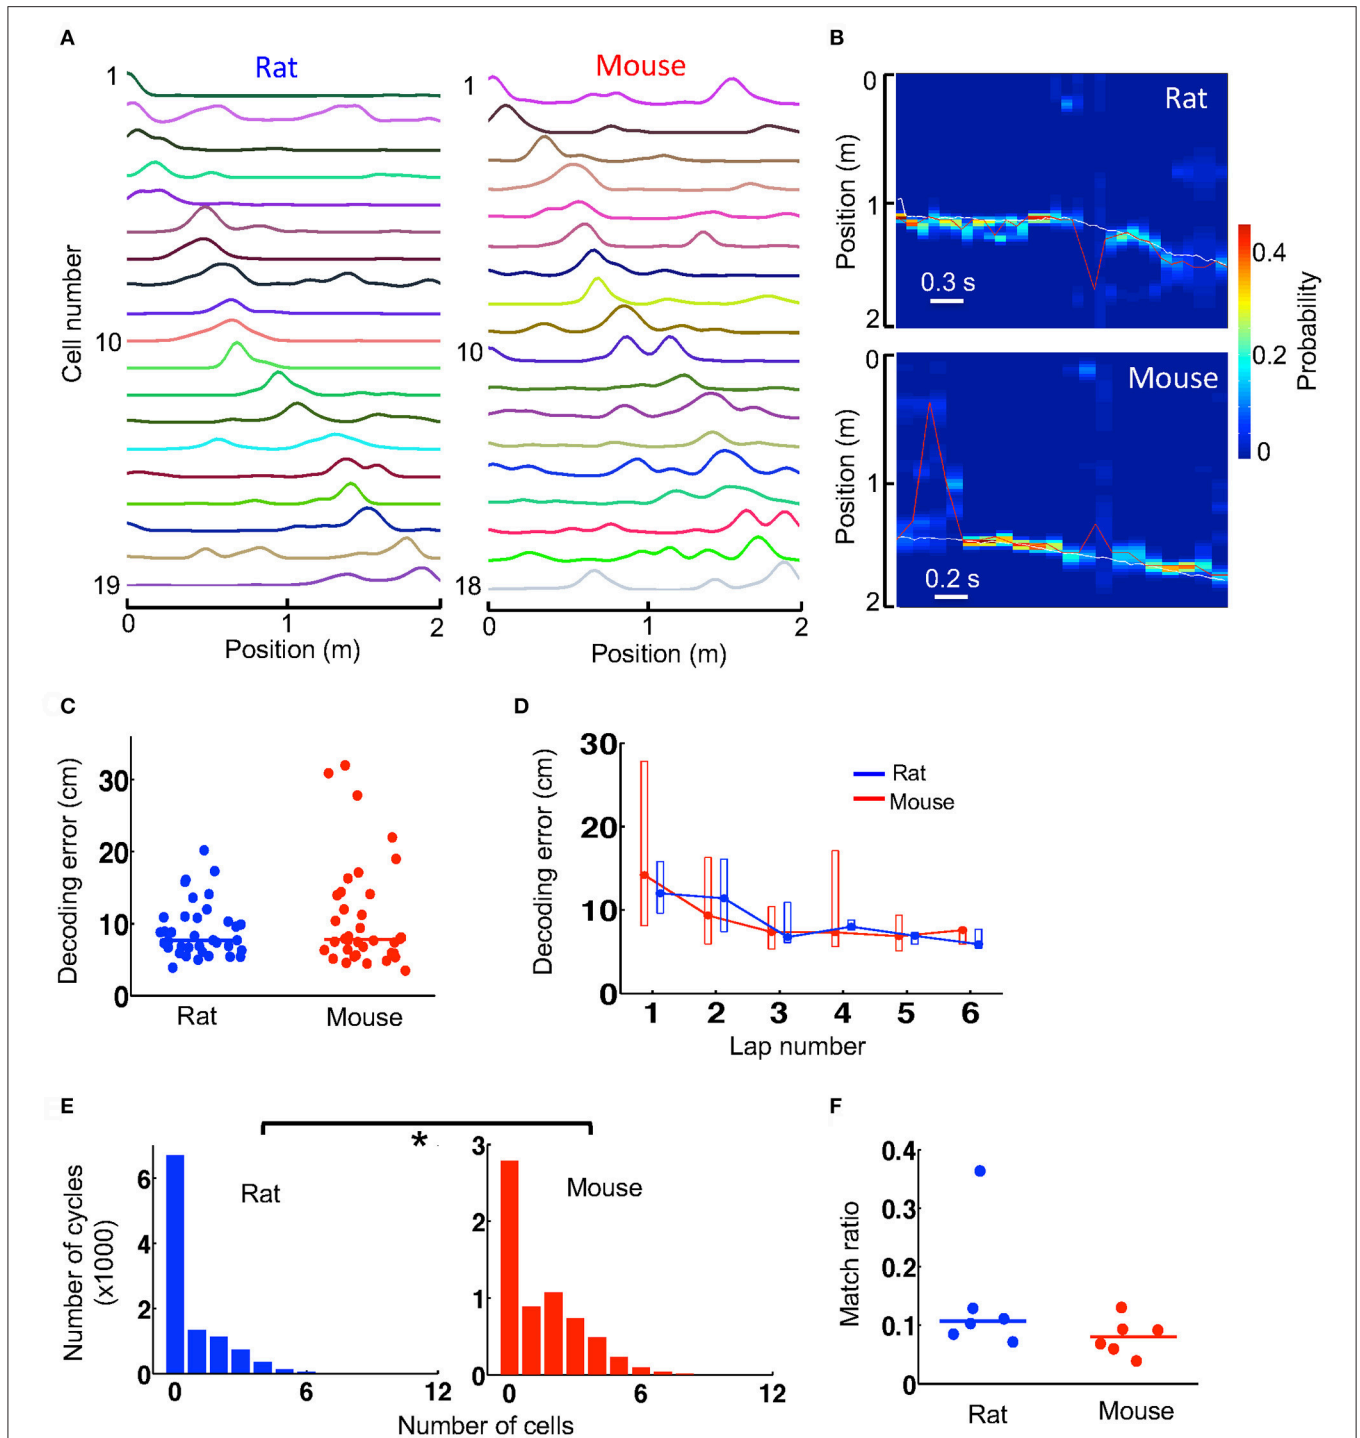 A
Rat
Mouse
1
10
19
Cell number
0
1
2
Position (m)
1
10
18
0
1
2
Position (m)
B
Rat
0
1
2
Position (m)
0.3 s
Mouse
0
1
2
Position (m)
0.2 s
0.4
0.2
0
Probability
C
30
20
10
0
Decoding error (cm)
Rat
Mouse
D
30
20
10
0
Decoding error (cm)
Rat
Mouse
1 2 3 4 5 6
Lap number
E
*
6
4
2
0
Number of cycles
(x1000)
Rat
0 6 12
3
2
1
0
Mouse
0 6 12
Number of cells
F
0.4
0.3
0.2
0.1
0
Match ratio
Rat
Mouse